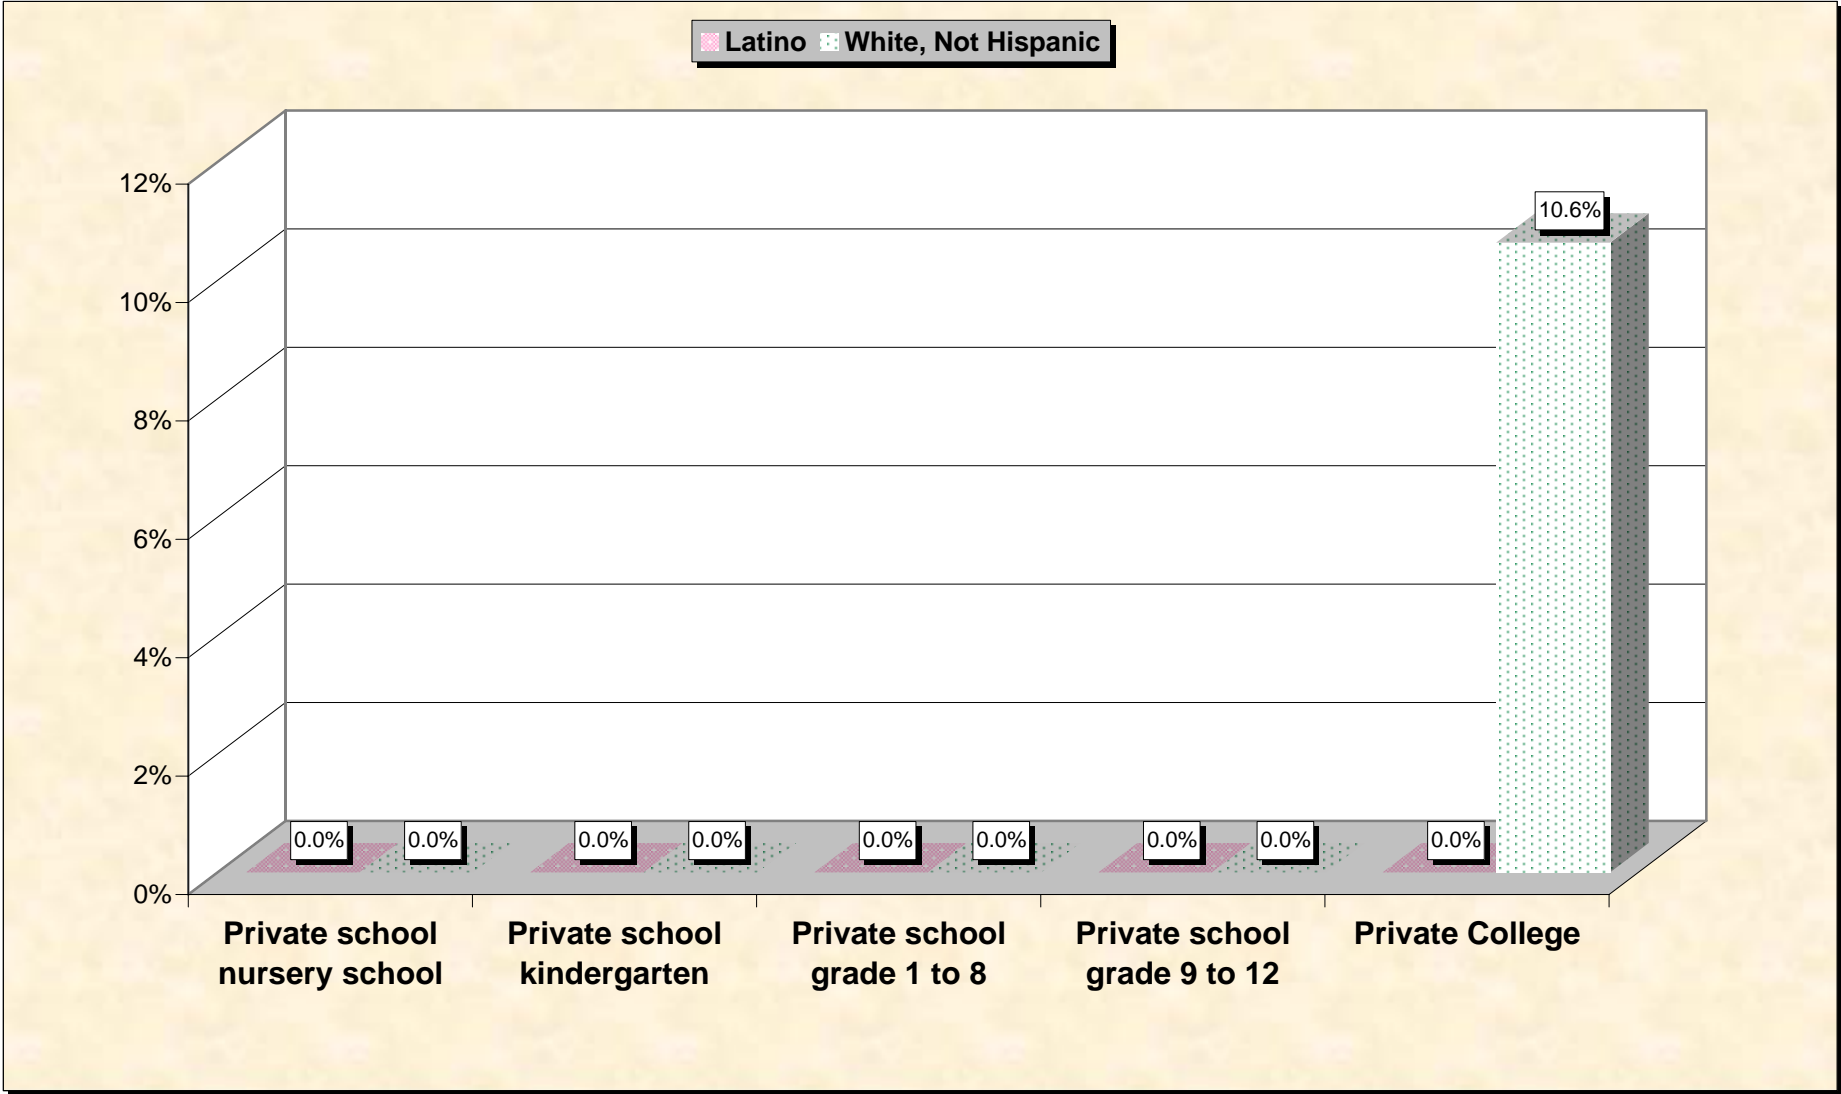 Latino White, Not Hispanic
12%
10%
8%
6%
4%
2%
0%
10.6%
0.0% 0.0% 0.0% 0.0% 0.0% 0.0% 0.0% 0.0% 0.0%
Private school Private school Private school Private school Private College
nursery school kindergarten grade 1 to 8 grade 9 to 12